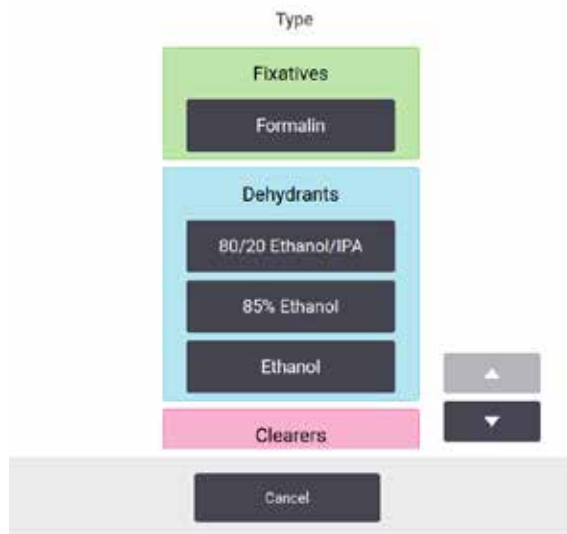 Type
Fixatives
Formalin
Dehydrants
80/20 Ethanol/IPA
85% Ethanol
Ethanol
Clearers
Cancel